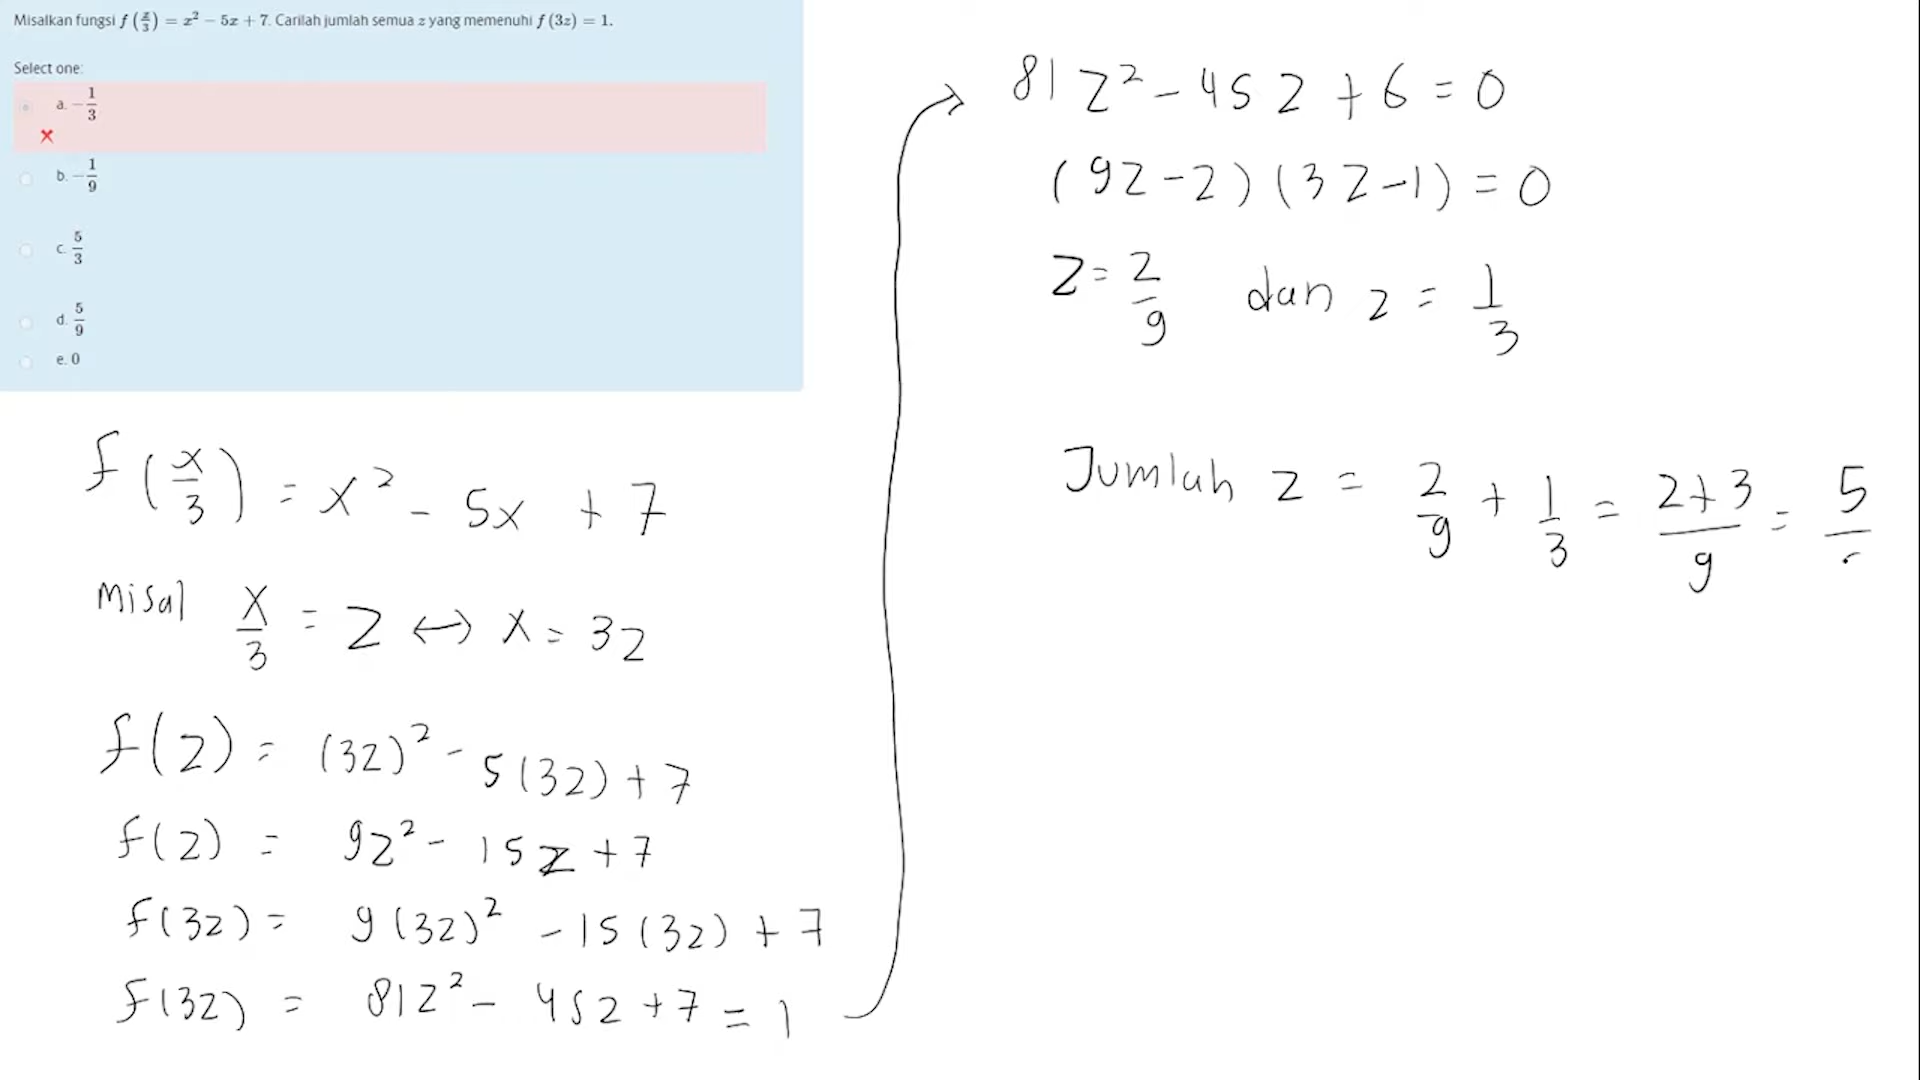 Misalkan fungsi f(x/3) = x² − 5x + 7. Carilah jumlah semua z yang memenuhi f(3z) = 1.
Select one:
a. −1/3
b. −1/9
c. 5/3
d. 5/9
e. 0
f(x/3) = x² − 5x + 7
Misal x/3 = z ↔ x = 3z
f(z) = (3z)² − 5(3z) + 7
f(z) = 9z² − 15z + 7
f(3z) = 9(3z)² − 15(3z) + 7
f(3z) = 81z² − 45z + 7 = 1
81z² − 45z + 6 = 0
(9z − 2)(3z − 1) = 0
z = 2/9 dan z = 1/3
Jumlah z = 2/9 + 1/3 = (2+3)/9 = 5/